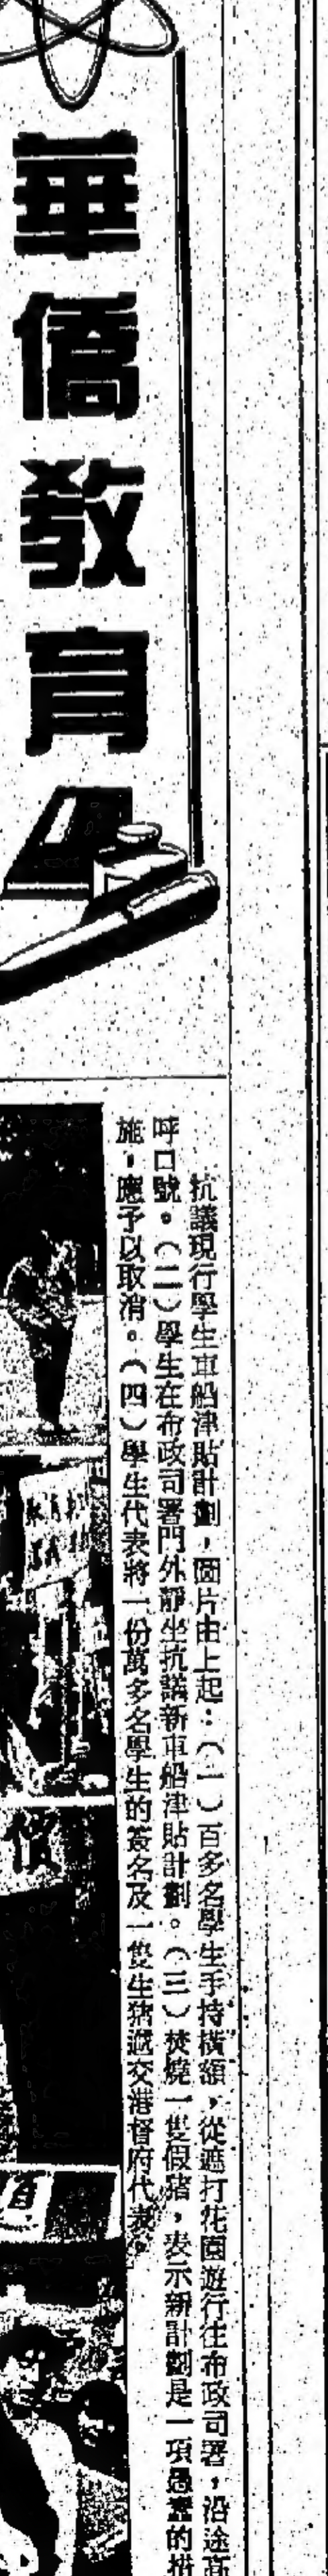 華僑教育
抗議現行學生車船津貼計劃，圖片由上起：（一）百多名學生手持橫額，從遮打花園遊行往布政司署，沿途高
呼口號。（二）學生在布政司署門外靜坐抗議新車船津貼計劃。（三）焚燒一隻假豬，表示新計劃是一項愚蠢的措
施，應予以取消。（四）學生代表將一份萬多名學生的簽名及一隻生豬遞交港督府代表。